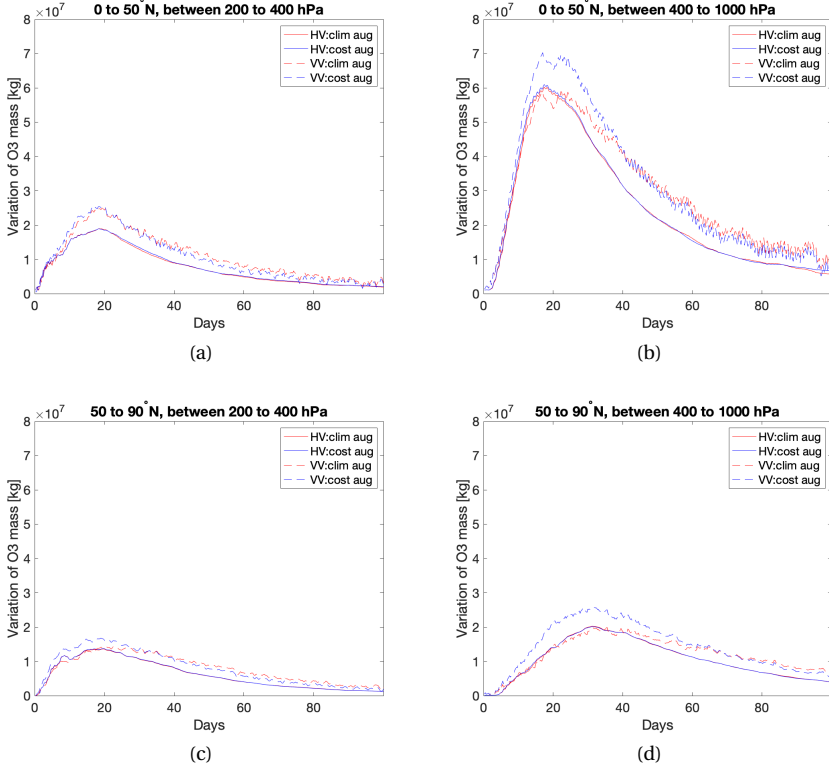 0 to 50°N, between 200 to 400 hPa
×10⁷
8
7
6
5
4
3
2
1
0
Variation of O3 mass [kg]
HV:clim aug
HV:cost aug
VV:clim aug
VV:cost aug
0 20 40 60 80
Days
(a)
0 to 50°N, between 400 to 1000 hPa
×10⁷
8
7
6
5
4
3
2
1
0
Variation of O3 mass [kg]
HV:clim aug
HV:cost aug
VV:clim aug
VV:cost aug
0 20 40 60 80
Days
(b)
50 to 90°N, between 200 to 400 hPa
×10⁷
8
7
6
5
4
3
2
1
0
Variation of O3 mass [kg]
HV:clim aug
HV:cost aug
VV:clim aug
VV:cost aug
0 20 40 60 80
Days
(c)
50 to 90°N, between 400 to 1000 hPa
×10⁷
8
7
6
5
4
3
2
1
0
Variation of O3 mass [kg]
HV:clim aug
HV:cost aug
VV:clim aug
VV:cost aug
0 20 40 60 80
Days
(d)